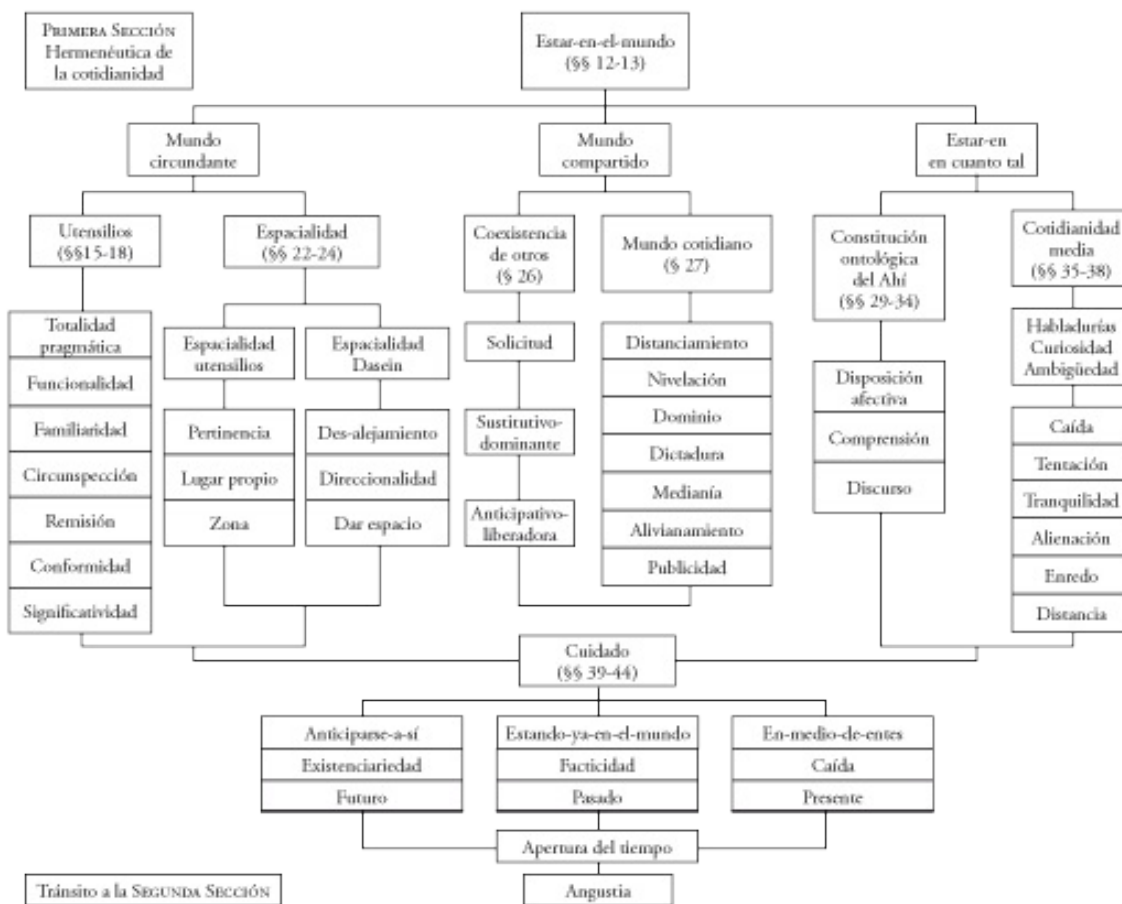 PRIMERA SECCIÓN
Hermenéutica de
la cotidianidad
Estar-en-el-mundo
(§§ 12-13)
Mundo
circundante
Mundo
compartido
Estar-en
en cuanto tal
Utensilios
(§§15-18)
Espacialidad
(§§ 22-24)
Coexistencia
de otros
(§ 26)
Mundo cotidiano
(§ 27)
Constitución
ontológica
del Ahí
(§§ 29-34)
Cotidianidad
media
(§§ 35-38)
Totalidad
pragmática
Funcionalidad
Familiaridad
Circunspección
Remisión
Conformidad
Significatividad
Espacialidad
utensilios
Pertinencia
Lugar propio
Zona
Espacialidad
Dasein
Des-alejamiento
Direccionalidad
Dar espacio
Solicitud
Sustitutivo-
dominante
Anticipativo-
liberadora
Distanciamiento
Nivelación
Dominio
Dictadura
Medianía
Alivianamiento
Publicidad
Disposición
afectiva
Comprensión
Discurso
Habladurías
Curiosidad
Ambigüedad
Caída
Tentación
Tranquilidad
Alienación
Enredo
Distancia
Cuidado
(§§ 39-44)
Anticiparse-a-sí
Existenciariedad
Futuro
Estando-ya-en-el-mundo
Facticidad
Pasado
En-medio-de-entes
Caída
Presente
Apertura del tiempo
Angustia
Tránsito a la SEGUNDA SECCIÓN